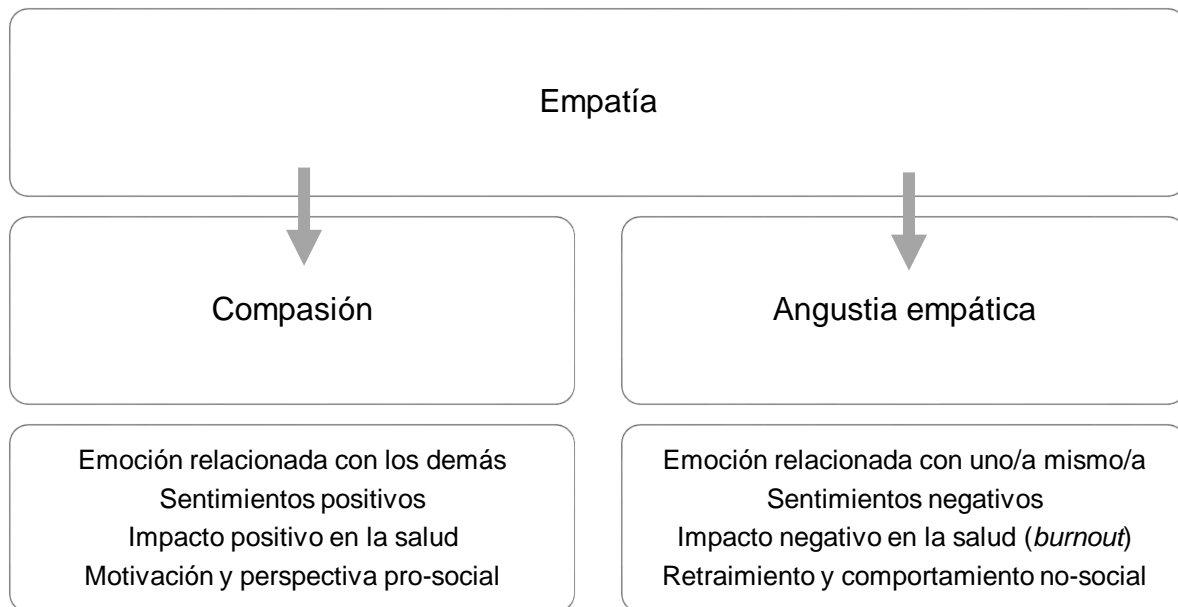 Empatía
Compasión
Angustia empática
Emoción relacionada con los demás
Sentimientos positivos
Impacto positivo en la salud
Motivación y perspectiva pro-social
Emoción relacionada con uno/a mismo/a
Sentimientos negativos
Impacto negativo en la salud (burnout)
Retraimiento y comportamiento no-social